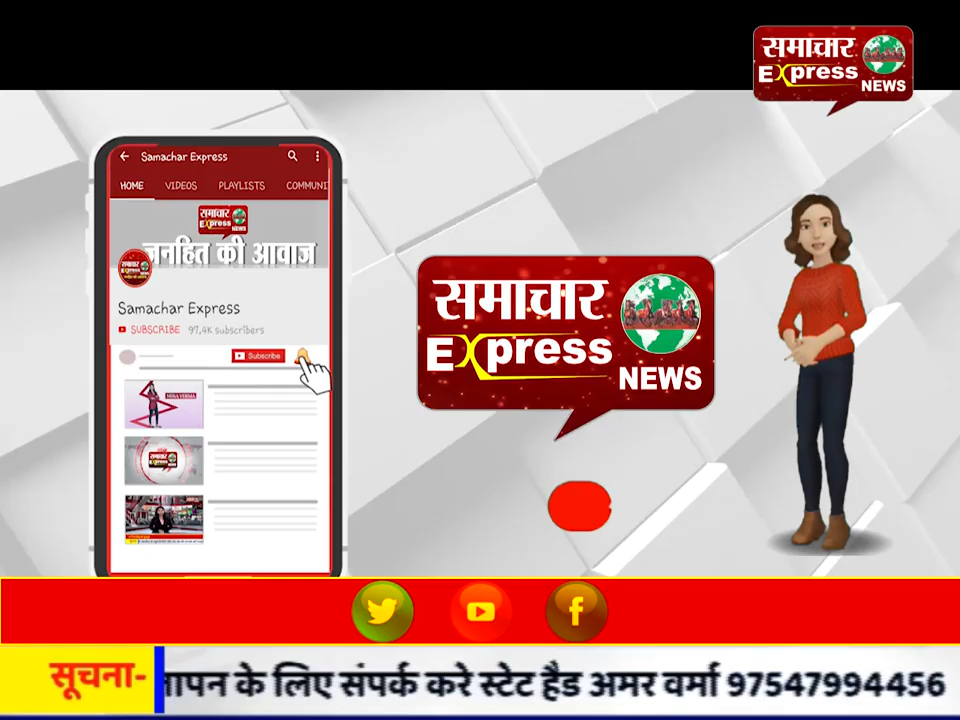 समाचार
Express
NEWS
Samachar Express
HOME VIDEOS PLAYLISTS COMMUNI
समाचार
Express
NEWS
जनहित की आवाज
Samachar Express
SUBSCRIBE 97.4K subscribers
Subscribe
समाचार
Express
NEWS
सूचना- ापन के लिए संपर्क करे स्टेट हैड अमर वर्मा 97547994456